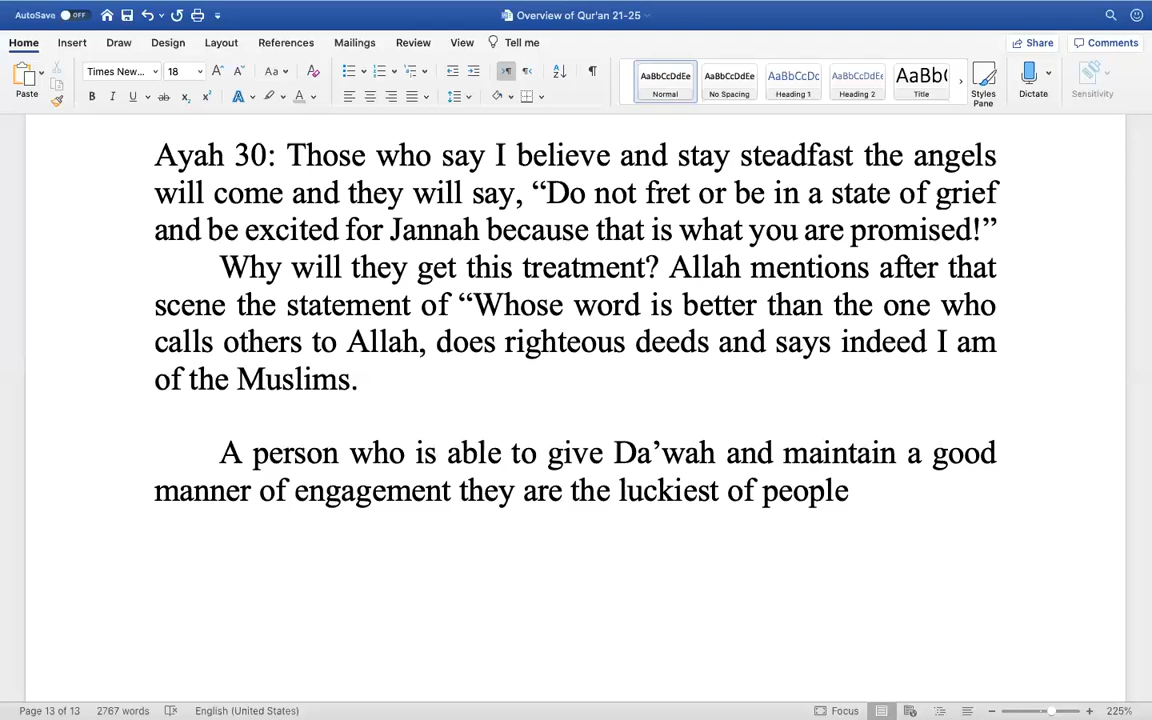 AutoSave OFF Overview of Qur'an 21-25
Home Insert Draw Design Layout References Mailings Review View Tell me Share Comments
Times New... 18 Aa AaBbCcDdEe AaBbCcDdEe AaBbCcDc AaBbCcDdEe AaBb(
Paste B I U ab x₂ x² A A Normal No Spacing Heading 1 Heading 2 Title Styles Pane Dictate Sensitivity
Ayah 30: Those who say I believe and stay steadfast the angels
will come and they will say, “Do not fret or be in a state of grief
and be excited for Jannah because that is what you are promised!”
Why will they get this treatment? Allah mentions after that
scene the statement of “Whose word is better than the one who
calls others to Allah, does righteous deeds and says indeed I am
of the Muslims.
A person who is able to give Da’wah and maintain a good
manner of engagement they are the luckiest of people
Page 13 of 13 2767 words English (United States) Focus 225%